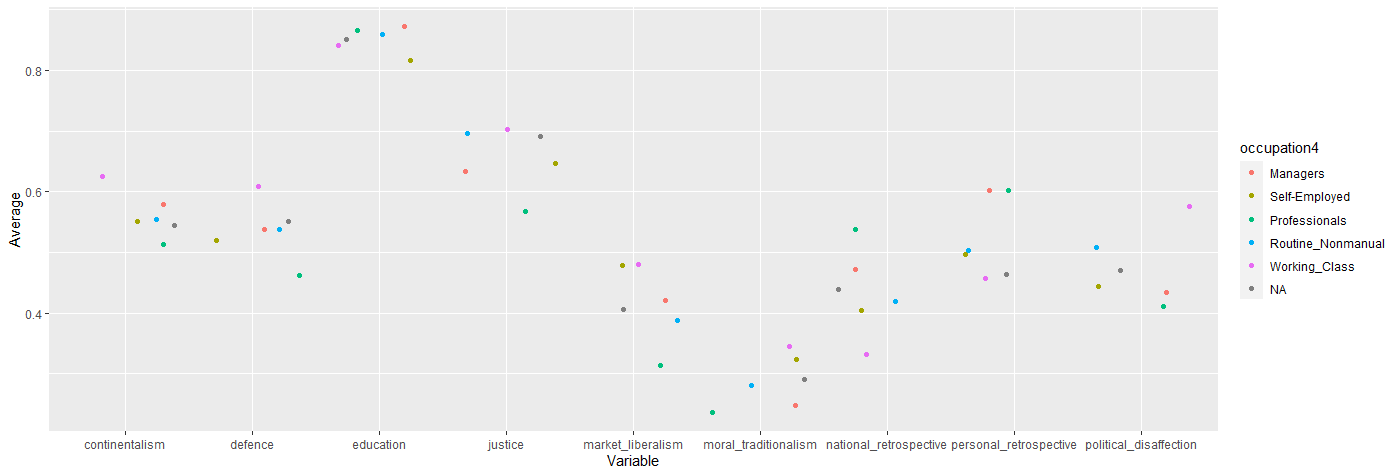 Average
0.8
0.6
0.4
continentalism defence education justice market_liberalism moral_traditionalism national_retrospective personal_retrospective political_disaffection
Variable
occupation4
Managers
Self-Employed
Professionals
Routine_Nonmanual
Working_Class
NA